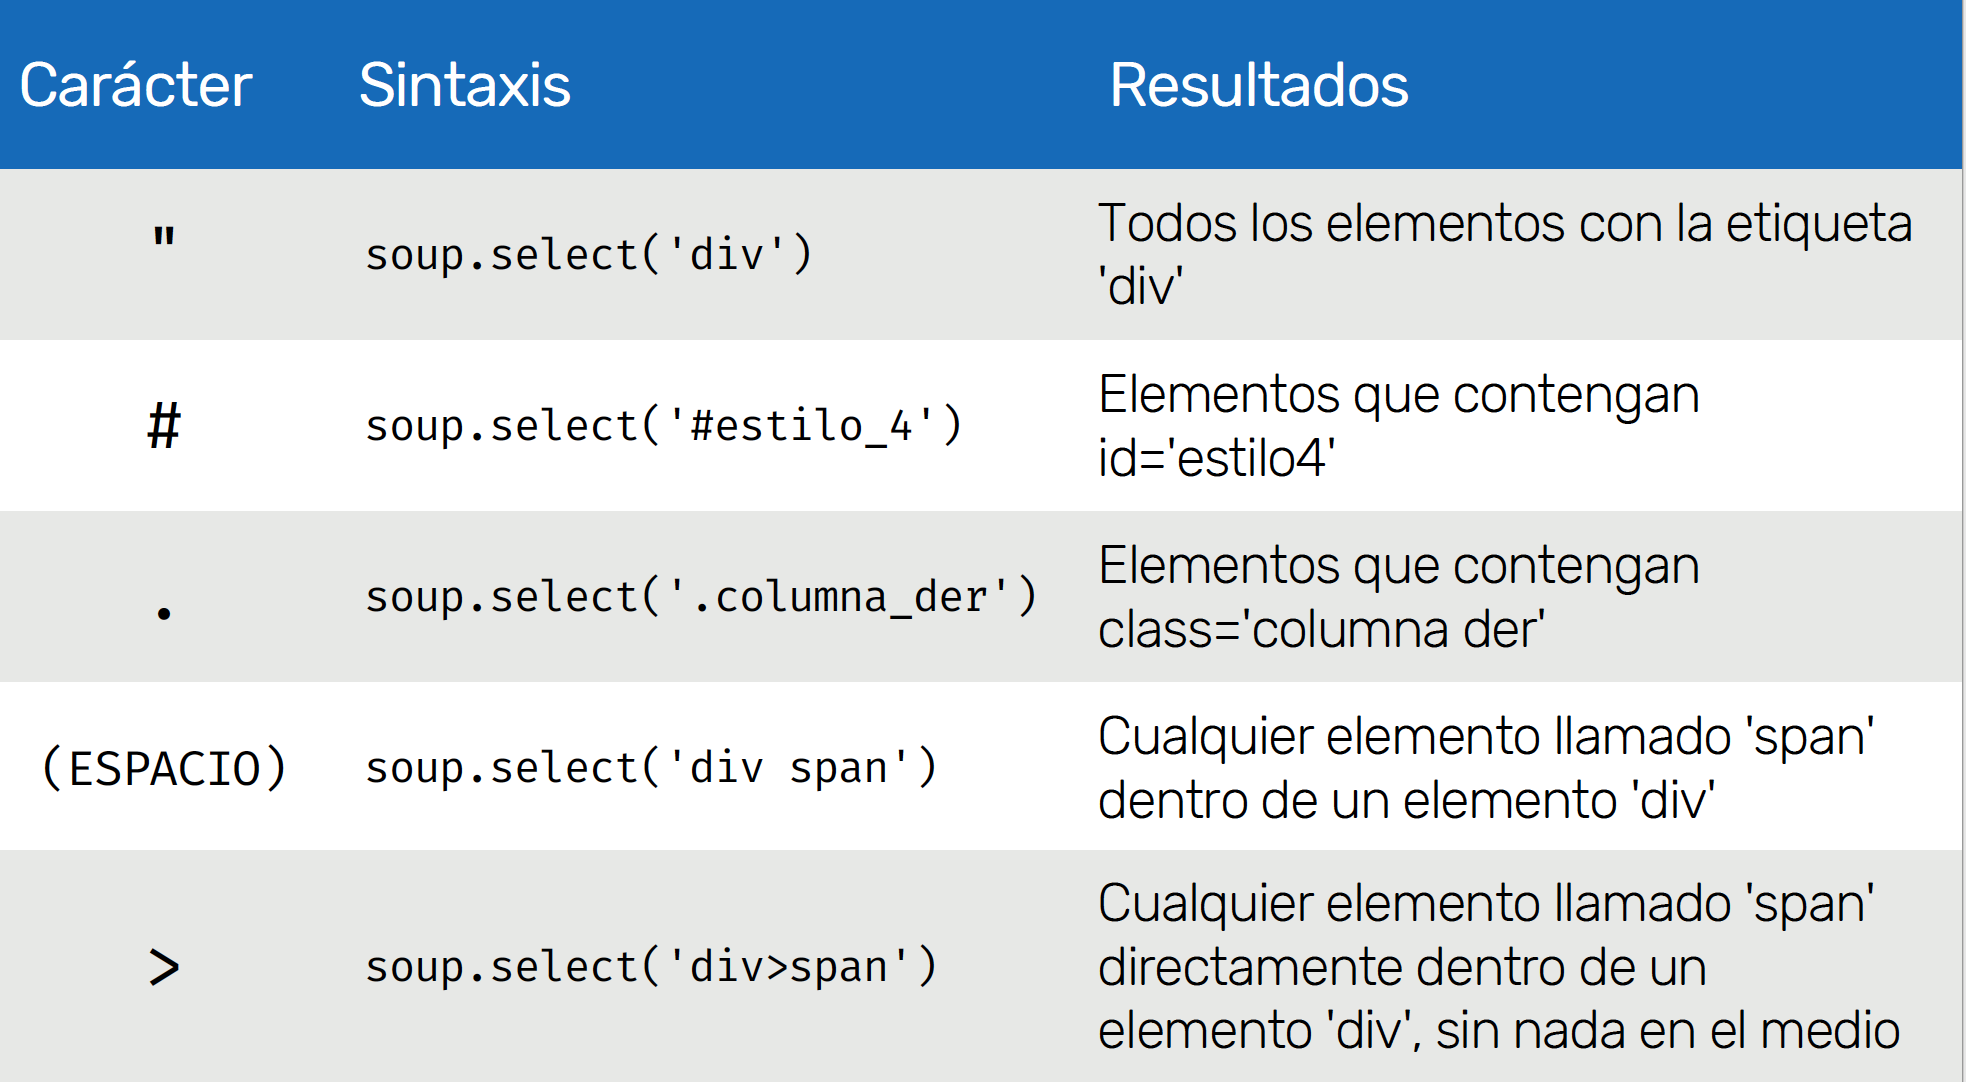 Carácter Sintaxis Resultados
" soup.select('div') Todos los elementos con la etiqueta
'div'
# soup.select('#estilo_4') Elementos que contengan
id='estilo4'
. soup.select('.columna_der') Elementos que contengan
class='columna der'
(ESPACIO) soup.select('div span') Cualquier elemento llamado 'span'
dentro de un elemento 'div'
> soup.select('div>span') Cualquier elemento llamado 'span'
directamente dentro de un
elemento 'div', sin nada en el medio